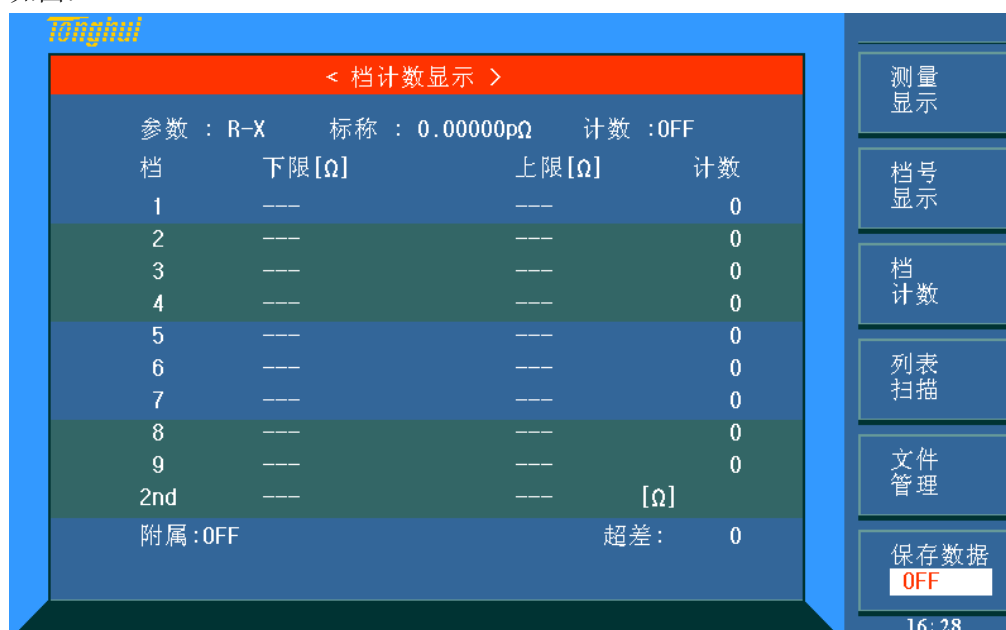 Tonghui
< 档计数显示 >
参数 : R-X 标称 : 0.00000pΩ 计数 :OFF
档 下限[Ω] 上限[Ω] 计数
1 --- --- 0
2 --- --- 0
3 --- --- 0
4 --- --- 0
5 --- --- 0
6 --- --- 0
7 --- --- 0
8 --- --- 0
9 --- --- 0
2nd --- --- [Ω]
附属:OFF 超差: 0
测量
显示
档号
显示
档
计数
列表
扫描
文件
管理
保存数据
OFF
16:28